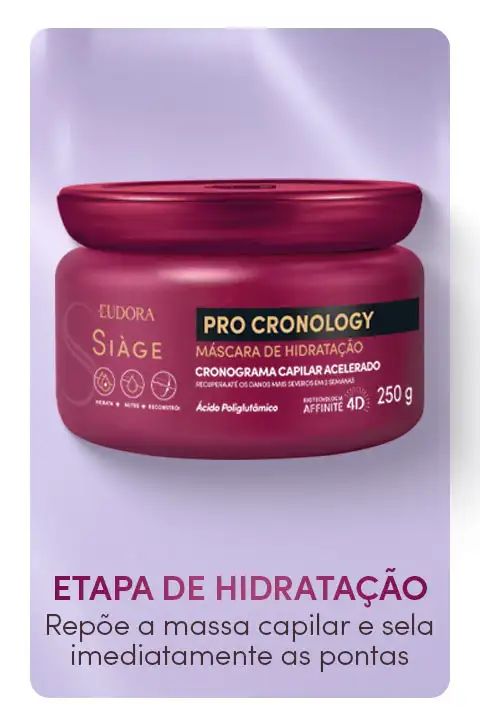 EUDORA
SIÀGE
HIDRATA + NUTRE + RECONSTRÓI
PRO CRONOLOGY
MÁSCARA DE HIDRATAÇÃO
CRONOGRAMA CAPILAR ACELERADO
RECUPERA ATÉ OS DANOS MAIS SEVEROS EM 2 SEMANAS
Ácido Poliglutâmico
BIOTECNOLOGIA
AFFINITÉ 4D
250 g
ETAPA DE HIDRATAÇÃO
Repõe a massa capilar e sela
imediatamente as pontas